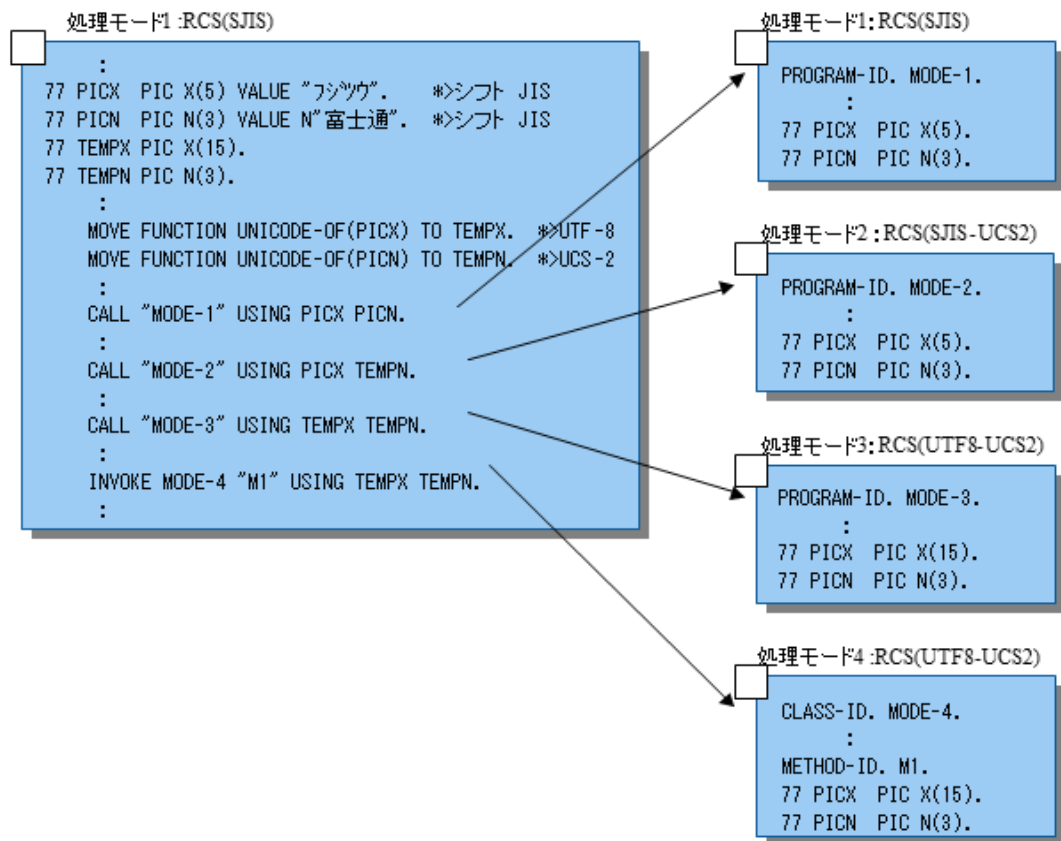 処理モード1 :RCS(SJIS)
:
77 PICX PIC X(5) VALUE "フジツウ". *>シフト JIS
77 PICN PIC N(3) VALUE N"富士通". *>シフト JIS
77 TEMPX PIC X(15).
77 TEMPN PIC N(3).
:
MOVE FUNCTION UNICODE-OF(PICX) TO TEMPX. *>UTF-8
MOVE FUNCTION UNICODE-OF(PICN) TO TEMPN. *>UCS-2
:
CALL "MODE-1" USING PICX PICN.
:
CALL "MODE-2" USING PICX TEMPN.
:
CALL "MODE-3" USING TEMPX TEMPN.
:
INVOKE MODE-4 "M1" USING TEMPX TEMPN.
:
処理モード1:RCS(SJIS)
PROGRAM-ID. MODE-1.
:
77 PICX PIC X(5).
77 PICN PIC N(3).
処理モード2 :RCS(SJIS-UCS2)
PROGRAM-ID. MODE-2.
:
77 PICX PIC X(5).
77 PICN PIC N(3).
処理モード3:RCS(UTF8-UCS2)
PROGRAM-ID. MODE-3.
:
77 PICX PIC X(15).
77 PICN PIC N(3).
処理モード4 :RCS(UTF8-UCS2)
CLASS-ID. MODE-4.
:
METHOD-ID. M1.
77 PICX PIC X(15).
77 PICN PIC N(3).